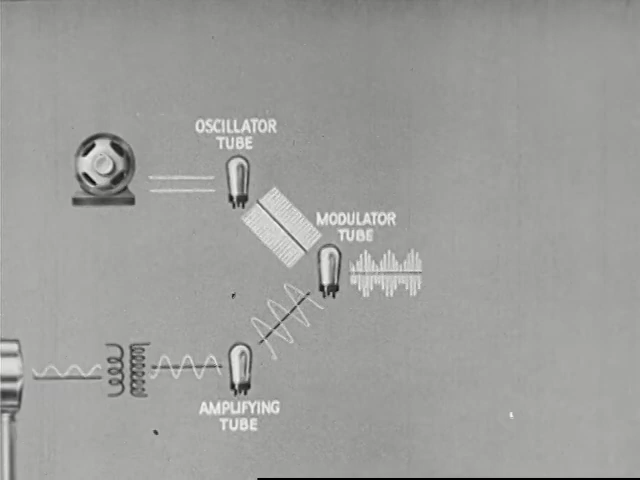 OSCILLATOR
TUBE
MODULATOR
TUBE
AMPLIFYING
TUBE